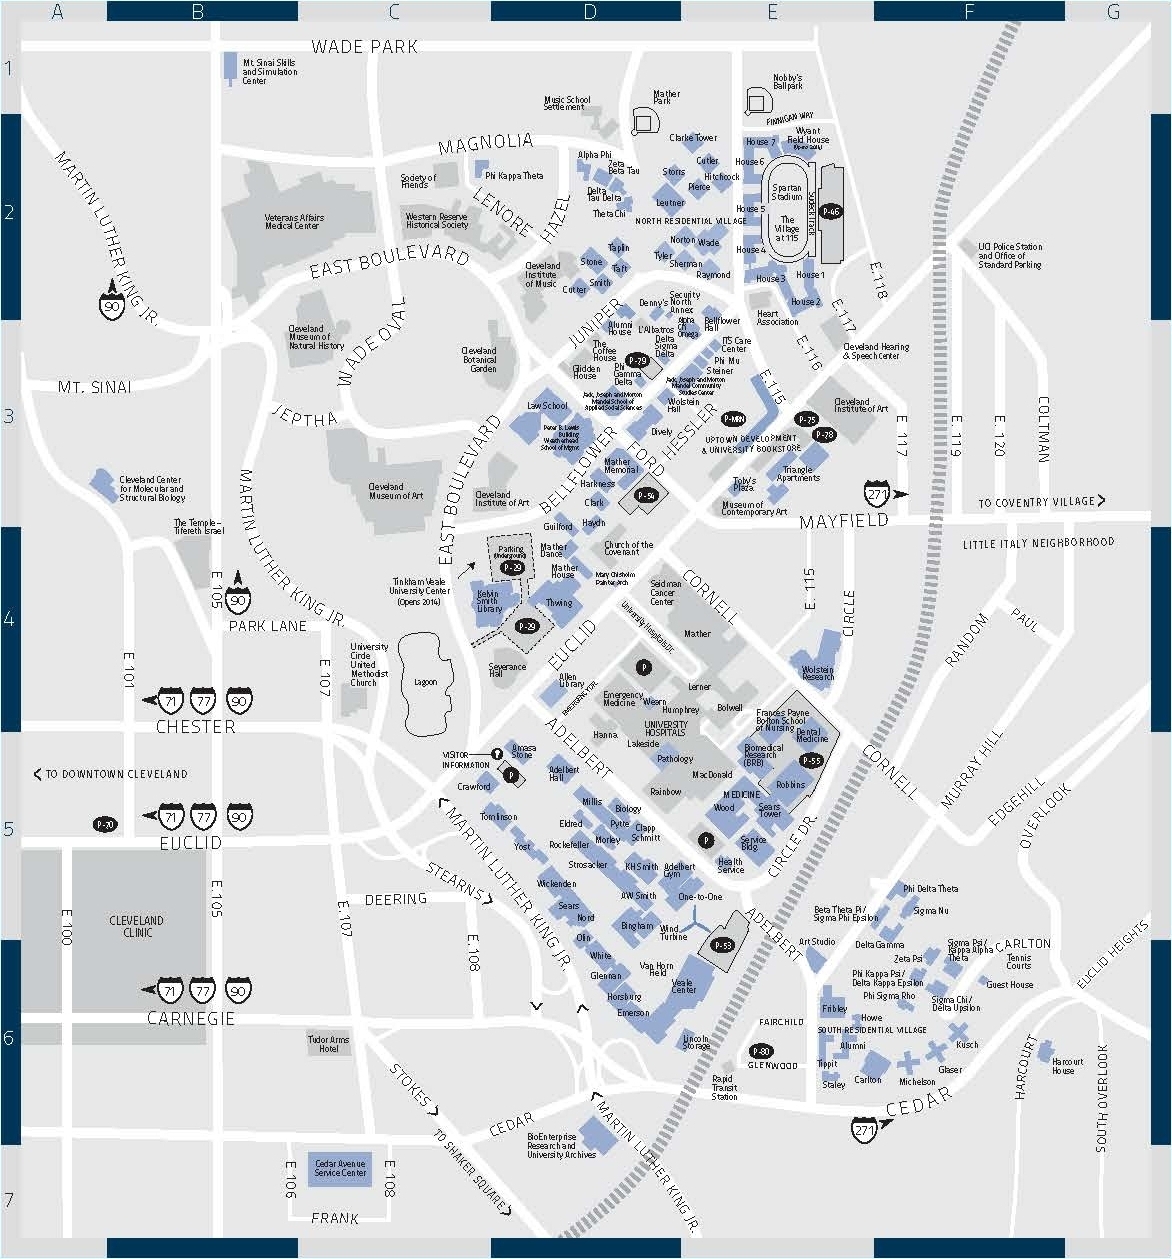 A
B
C
D
E
F
G
1
WADE PARK
Mt. Sinai Skills
and Simulation
Center
Nobby's
Ballpark
Mather
Park
Music School
Settlement
FINNIGAN WAY
MAGNOLIA
Clarke Tower
Wyant
Field House
House 7
MARTIN LUTHER KING JR.
Alpha Phi
Zeta
Beta Tau
Cutler
House 6
Society of
Friends
Phi Kappa Theta
Storrs
Hitchcock
Pierce
Delta
Tau Delta
Leutner
Spartan
Stadium
2
LENORE
HAZEL
Theta Chi
House 5
P-46
Veterans Affairs
Medical Center
Western Reserve
Historical Society
NORTH RESIDENTIAL VILLAGE
The
Village
at 115
Norton
Wade
House 4
Taplin
Tyler
Sherman
UCI Police Station
and Office of
Standard Parking
EAST BOULEVARD
Stone
Taft
Raymond
Cleveland
Institute
of Music
Smith
Cutter
House 3
House 1
E. 118
House 2
90
JUNIPER
Security
Denny's
North
Annex
Heart
Association
E. 117
WADE OVAL
Alumni
House
L'Albatros
Alpha
Chi
Omega
Bellflower
Hall
Cleveland
Museum of
Natural History
Delta
Sigma
Delta
ITS Care
Center
E. 116
Cleveland Hearing
& Speech Center
The
Coffee
House
P-79
Phi Mu
Cleveland
Botanical
Garden
Glidden
House
Phi
Gamma
Delta
Steiner
MT. SINAI
Jack, Joseph and Morton
Mandel Community
Studies Center
E. 115
Jack, Joseph and Morton
Mandel School of
Applied Social Sciences
Wolstein
Hall
Law School
Cleveland
Institute of Art
3
JEPTHA
P-MRN
P-75
Dively
P-78
Peter B. Lewis
Building
Weatherhead
School of Mgmt
UPTOWN DEVELOPMENT
& UNIVERSITY BOOKSTORE
E. 117
E. 119
E. 120
COLTMAN
EAST BOULEVARD
BELLFLOWER
FORD
HESSLER
Mather
Memorial
Triangle
Apartments
Cleveland Center
for Molecular and
Structural Biology
Harkness
Toby's
Plaza
Cleveland
Museum of Art
Cleveland
Institute of Art
P-54
271
TO COVENTRY VILLAGE
Clark
Museum of
Contemporary Art
MARTIN LUTHER KING JR.
The Temple–
Tifereth Israel
Guilford
Haydn
MAYFIELD
LITTLE ITALY NEIGHBORHOOD
Parking
(underground)
P-29
Mather
Dance
Church of the
Covenant
Tinkham Veale
University Center
(Opens 2014)
Mather
House
Mary Chisholm
Painter Arch
Seidman
Cancer
Center
CORNELL
E. 115
E. 105
90
Kelvin
Smith
Library
Thwing
CIRCLE
4
PARK LANE
P-29
University Hospitals Dr.
Mather
RANDOM
PAUL
EUCLID
University
Circle
United
Methodist
Church
E. 101
E. 107
Severance
Hall
P
Wolstein
Research
Lagoon
Allen
Library
Lerner
71
77
90
EMERGENCY DR.
Emergency
Medicine
Wearn
Humphrey
Bolwell
Frances Payne
Bolton School
of Nursing
CHESTER
ADELBERT
UNIVERSITY
HOSPITALS
Hanna
Dental
Medicine
Lakeside
VISITOR
INFORMATION
Amasa
Stone
Biomedical
Research
(BRB)
P-55
CORNELL
MURRAY HILL
TO DOWNTOWN CLEVELAND
Pathology
P
Adelbert
Hall
MacDonald
Crawford
Robbins
Rainbow
MEDICINE
EDGEHILL
OVERLOOK
71
77
90
Millis
Wood
Sears
Tower
P-70
Tomlinson
Biology
5
EUCLID
Eldred
Pytte
Clapp
Schmitt
P
Service
Bldg.
CIRCLE DR.
Yost
Rockefeller
Morley
Strosacker
KH Smith
Adelbert
Gym
Health
Service
STEARNS
Wickenden
Phi Delta Theta
E. 105
DEERING
AW Smith
One-to-One
MARTIN LUTHER KING JR.
Sears
Beta Theta Pi/
Sigma Phi Epsilon
Sigma Nu
E. 100
CLEVELAND
CLINIC
E. 107
Nord
Bingham
Wind
Turbine
ADELBERT
Olin
P-53
Art Studio
Delta Gamma
Sigma Psi/
Kappa Alpha
Theta
CARLTON
E. 108
White
Zeta Psi
Tennis
Courts
Van Horn
Field
Phi Kappa Psi/
Delta Kappa Epsilon
EUCLID HEIGHTS
Glennan
Veale
Center
Guest House
71
77
90
Horsburg
Phi Sigma Rho
Sigma Chi/
Delta Upsilon
Emerson
Fribley
Howe
CARNEGIE
FAIRCHILD
SOUTH RESIDENTIAL VILLAGE
6
Tudor Arms
Hotel
Lincoln
Storage
Alumni
Kusch
P-80
GLENWOOD
Tippit
Glaser
Harcourt
House
STOKES
Rapid
Transit
Station
Staley
Carlton
Michelson
HARCOURT
SOUTH OVERLOOK
CEDAR
271
CEDAR
TO SHAKER SQUARE
BioEnterprise
Research and
University Archives
MARTIN LUTHER KING JR.
E 106
Cedar Avenue
Service Center
E 108
7
FRANK